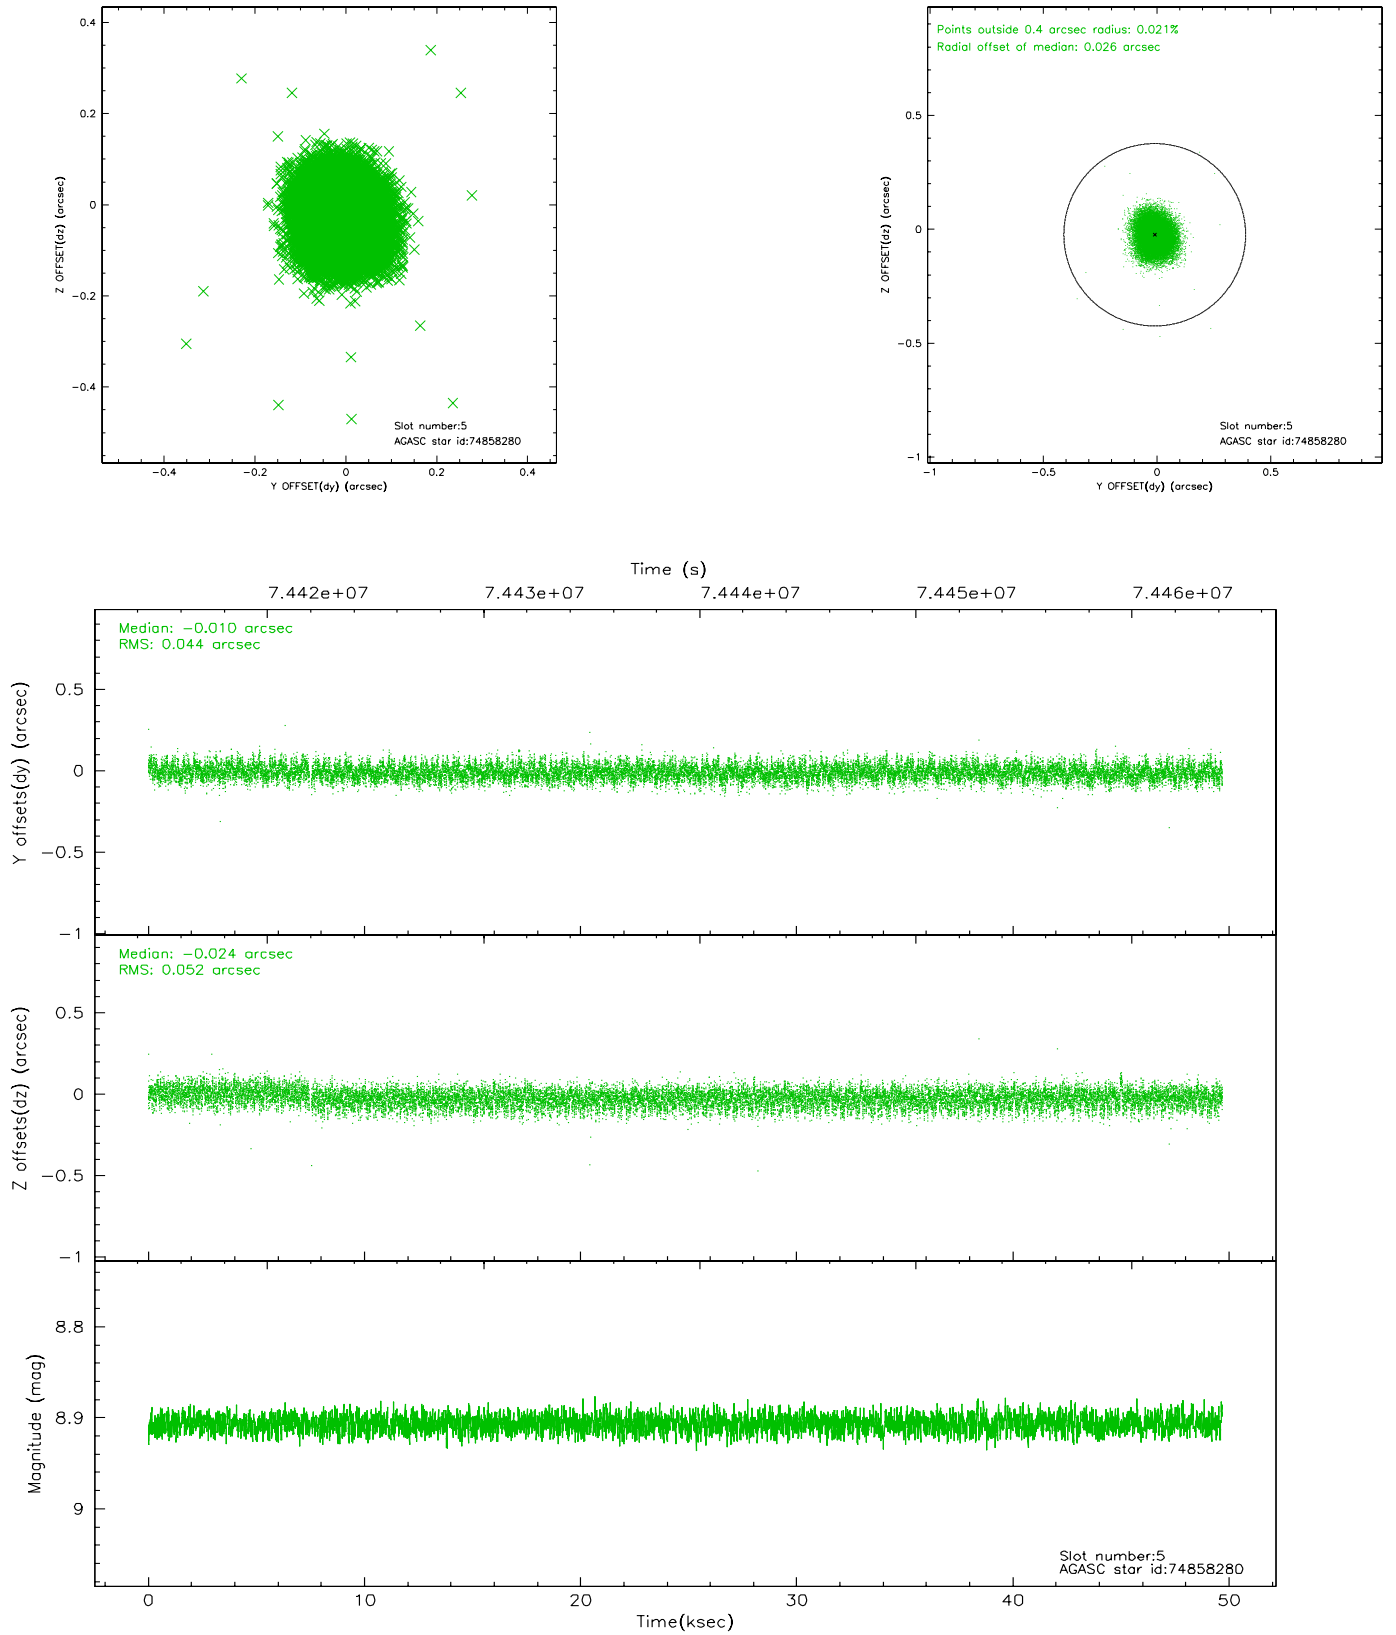 0.4
0.2
0
−0.2
−0.4
Z OFFSET(dz) (arcsec)
−0.4
−0.2
0
0.2
0.4
Y OFFSET(dy) (arcsec)
Slot number:5
AGASC star id:74858280
Points outside 0.4 arcsec radius: 0.021%
Radial offset of median: 0.026 arcsec
0.5
0
−0.5
−1
Z OFFSET(dz) (arcsec)
−1
−0.5
0
0.5
Y OFFSET(dy) (arcsec)
Slot number:5
AGASC star id:74858280
Time (s)
7.442e+07
7.443e+07
7.444e+07
7.445e+07
7.446e+07
Median: −0.010 arcsec
RMS: 0.044 arcsec
0.5
0
−0.5
−1
Y offsets(dy) (arcsec)
Median: −0.024 arcsec
RMS: 0.052 arcsec
0.5
0
−0.5
−1
Z offsets(dz) (arcsec)
8.8
8.9
9
Magnitude (mag)
Slot number:5
AGASC star id:74858280
0
10
20
30
40
50
Time(ksec)